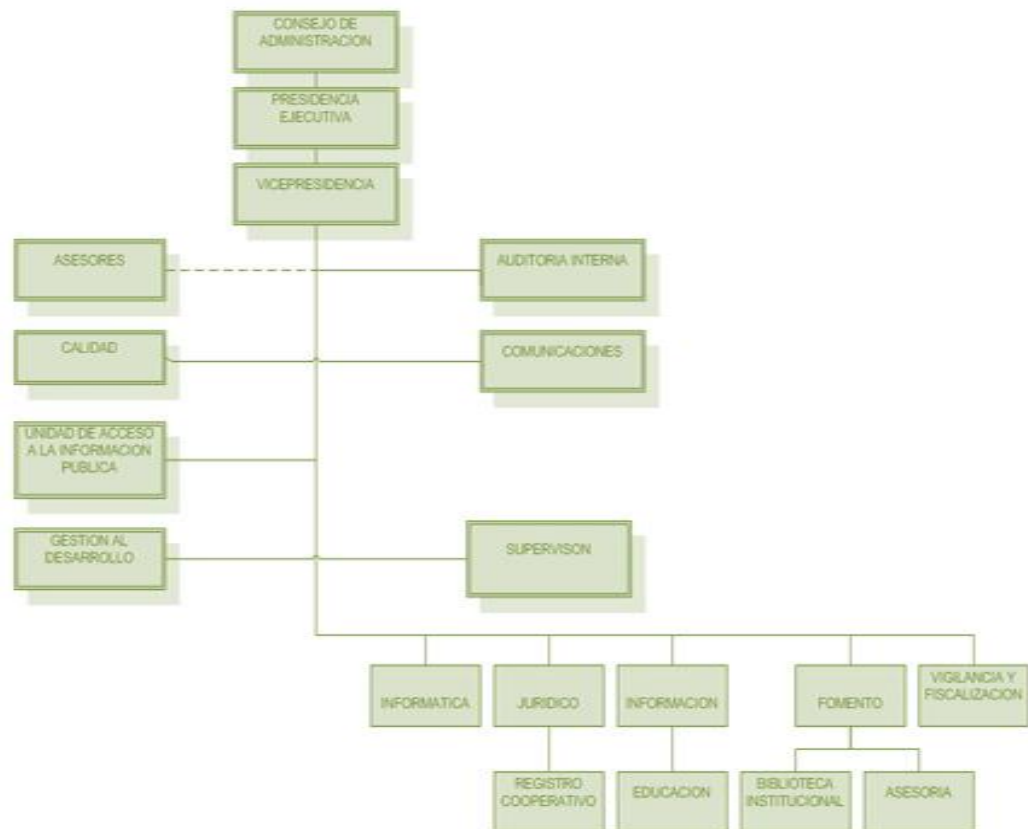 CONSEJO DE
ADMINISTRACION
PRESIDENCIA
EJECUTIVA
VICEPRESIDENCIA
ASESORES
AUDITORIA INTERNA
CALIDAD
COMUNICACIONES
UNIDAD DE ACCESO
A LA INFORMACION
PUBLICA
GESTION AL
DESARROLLO
SUPERVISON
INFORMATICA
JURIDICO
INFORMACION
FOMENTO
VIGILANCIA Y
FISCALIZACION
REGISTRO
COOPERATIVO
EDUCACION
BIBLIOTECA
INSTITUCIONAL
ASESORIA